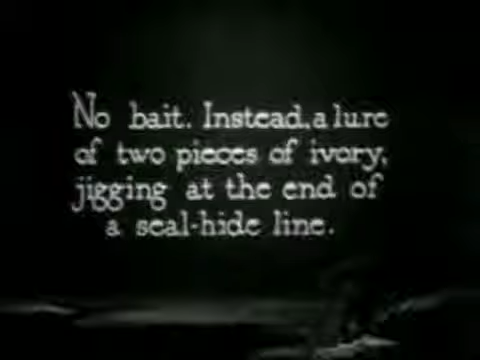 No bait. Instead, a lure
of two pieces of ivory,
jigging at the end of
a seal-hide line.